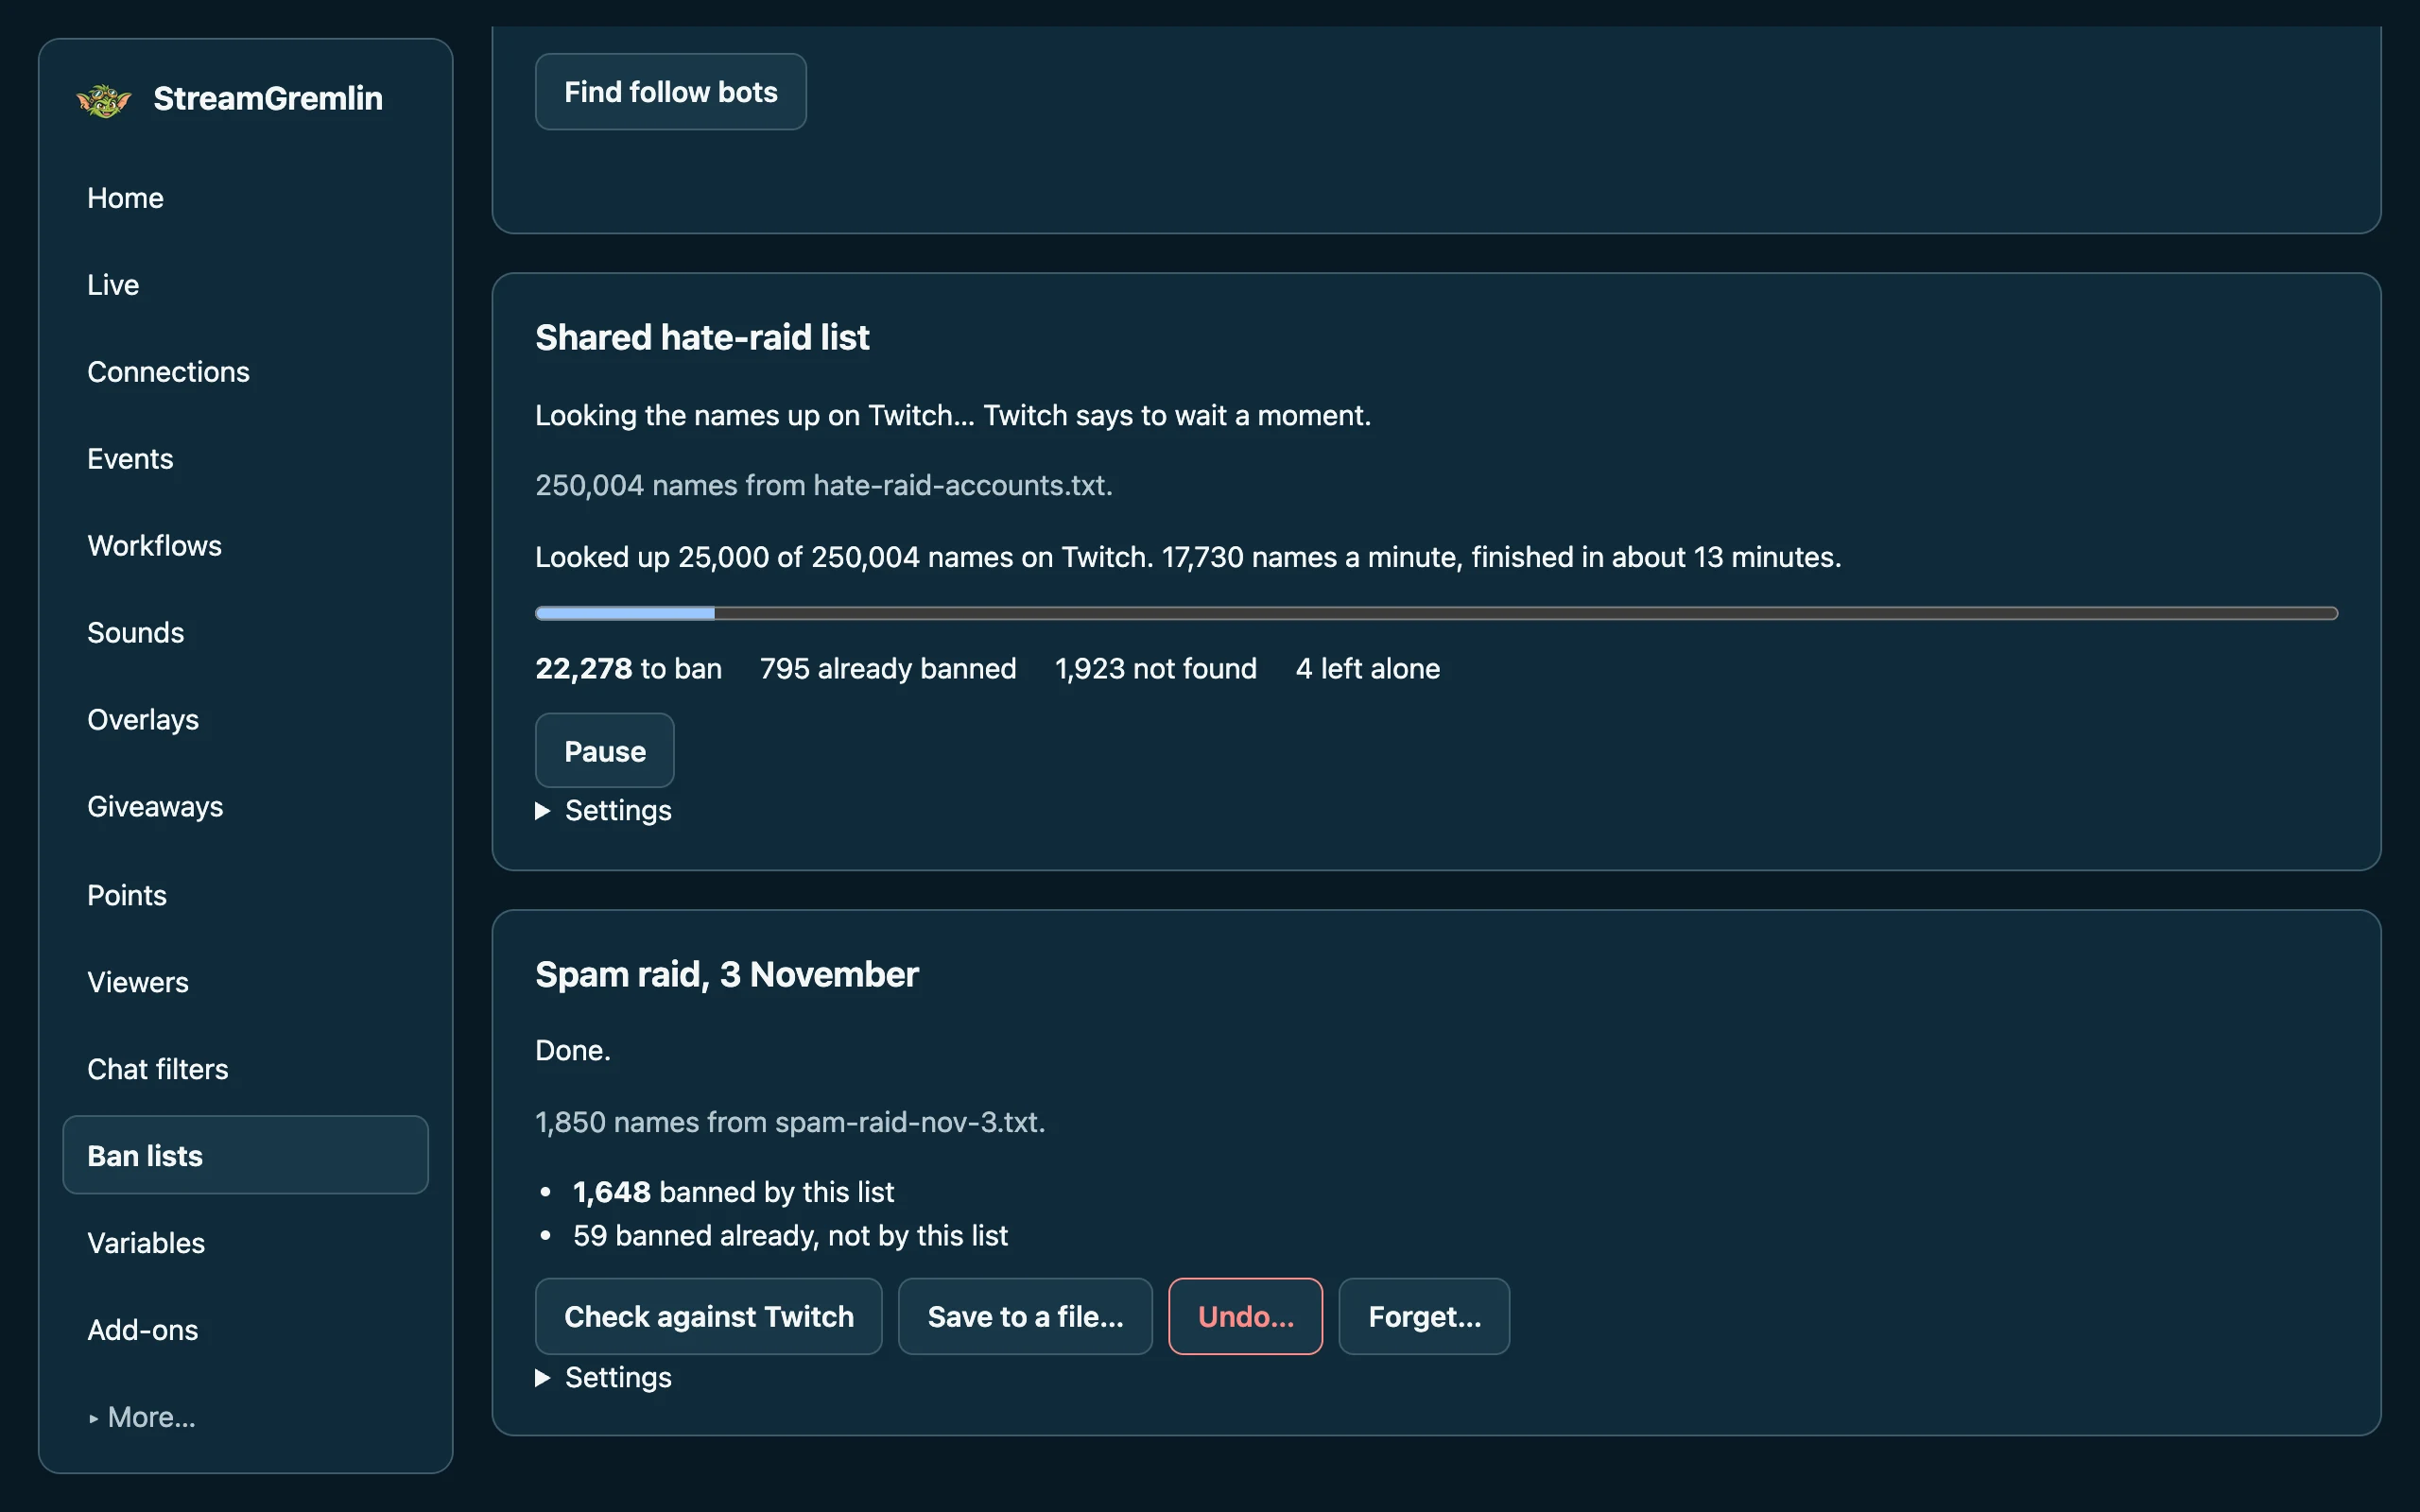 StreamGremlin
Home
Live
Connections
Events
Workflows
Sounds
Overlays
Giveaways
Points
Viewers
Chat filters
Ban lists
Variables
Add-ons
More...
Find follow bots
Shared hate-raid list
Looking the names up on Twitch... Twitch says to wait a moment.
250,004 names from hate-raid-accounts.txt.
Looked up 25,000 of 250,004 names on Twitch. 17,730 names a minute, finished in about 13 minutes.
22,278 to ban 795 already banned 1,923 not found 4 left alone
Pause
Settings
Spam raid, 3 November
Done.
1,850 names from spam-raid-nov-3.txt.
1,648 banned by this list
59 banned already, not by this list
Check against Twitch Save to a file... Undo... Forget...
Settings